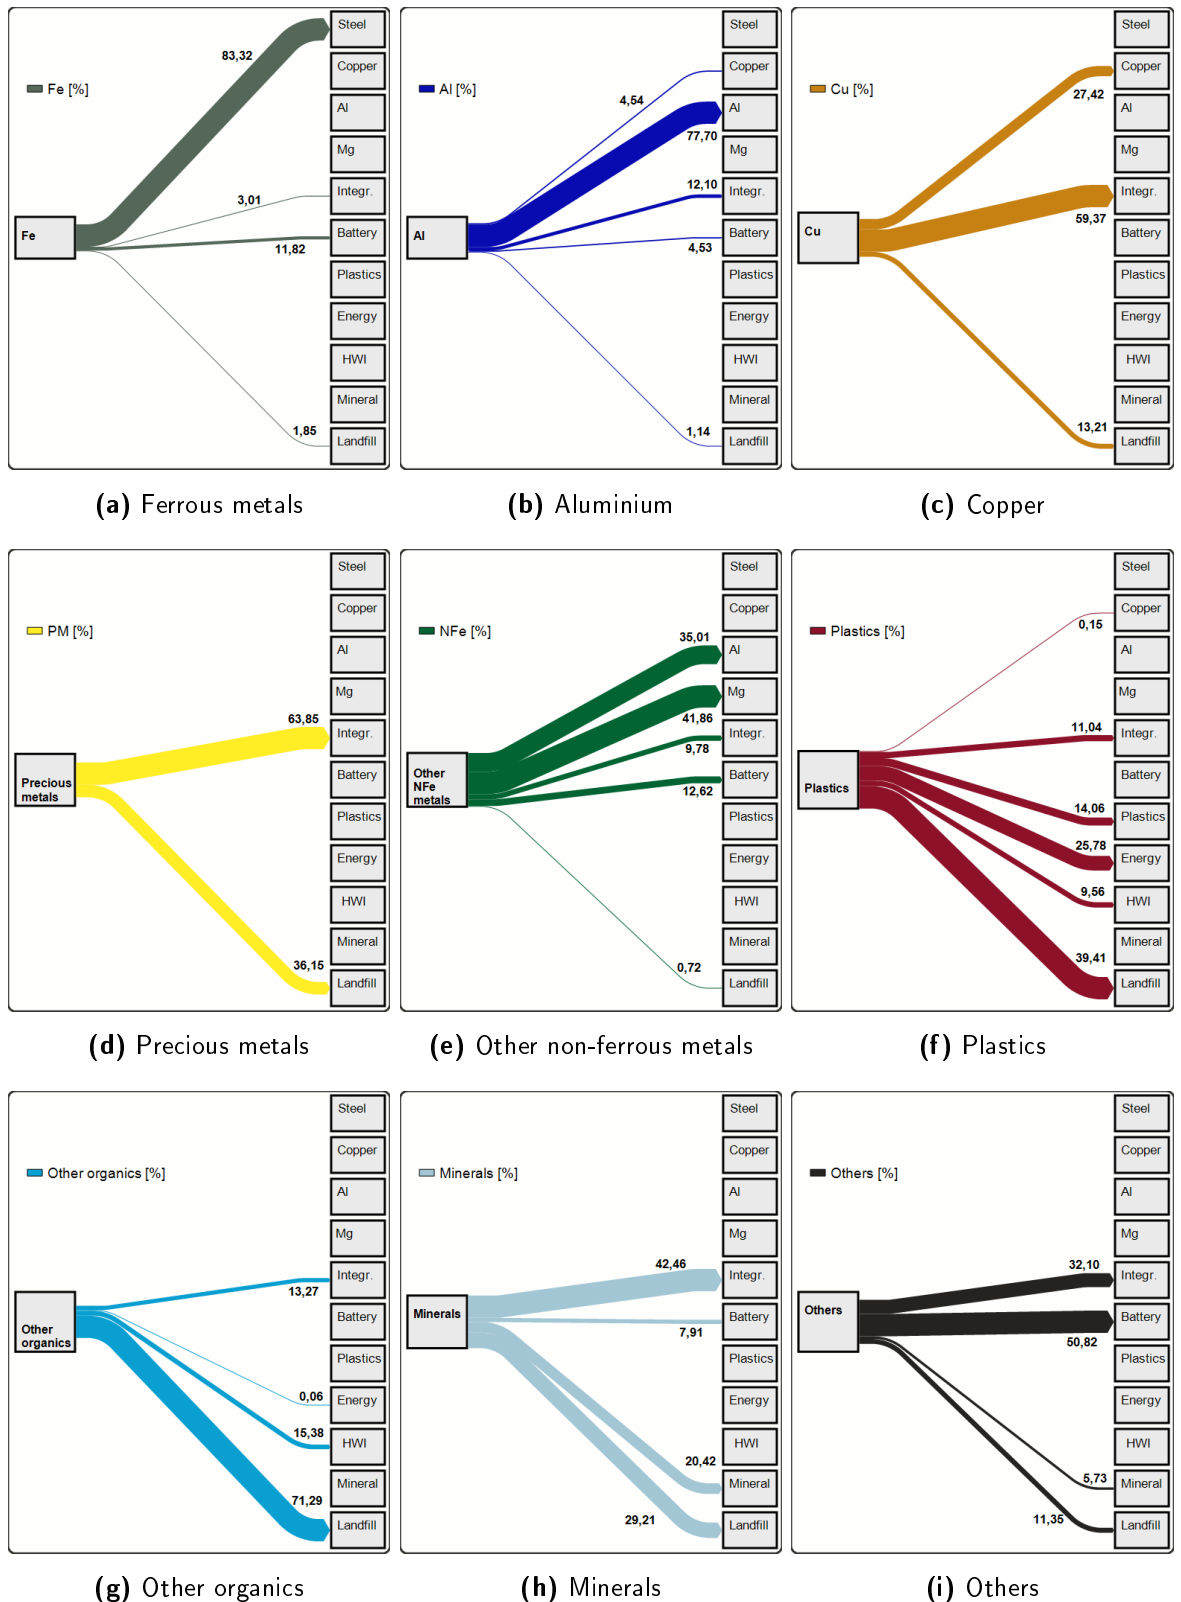 Steel
83,32
Fe [%]
Copper
Al
Mg
3,01
Integr.
Fe
Battery
11,82
Plastics
Energy
HWI
Mineral
1,85
Landfill
(a) Ferrous metals
Steel
Copper
Al [%]
4,54
Al
77,70
Mg
12,10
Integr.
Al
Battery
4,53
Plastics
Energy
HWI
Mineral
1,14
Landfill
(b) Aluminium
Steel
Copper
Cu [%]
27,42
Al
Mg
Integr.
59,37
Cu
Battery
Plastics
Energy
HWI
Mineral
13,21
Landfill
(c) Copper
Steel
Copper
PM [%]
Al
Mg
63,85
Integr.
Precious
metals
Battery
Plastics
Energy
HWI
Mineral
36,15
Landfill
(d) Precious metals
Steel
Copper
NFe [%]
35,01
Al
Mg
41,86
Integr.
9,78
Other
NFe
metals
Battery
12,62
Plastics
Energy
HWI
Mineral
0,72
Landfill
(e) Other non-ferrous metals
Steel
Copper
0,15
Plastics [%]
Al
Mg
11,04
Integr.
Battery
Plastics
14,06
Plastics
25,78
Energy
9,56
HWI
Mineral
39,41
Landfill
(f) Plastics
Steel
Copper
Other organics [%]
Al
Mg
Integr.
13,27
Battery
Other
organics
Plastics
0,06
Energy
15,38
HWI
Mineral
71,29
Landfill
(g) Other organics
Steel
Copper
Minerals [%]
Al
Mg
42,46
Integr.
Minerals
Battery
7,91
Plastics
Energy
HWI
20,42
Mineral
29,21
Landfill
(h) Minerals
Steel
Copper
Others [%]
Al
Mg
32,10
Integr.
Others
Battery
50,82
Plastics
Energy
HWI
5,73
Mineral
11,35
Landfill
(i) Others